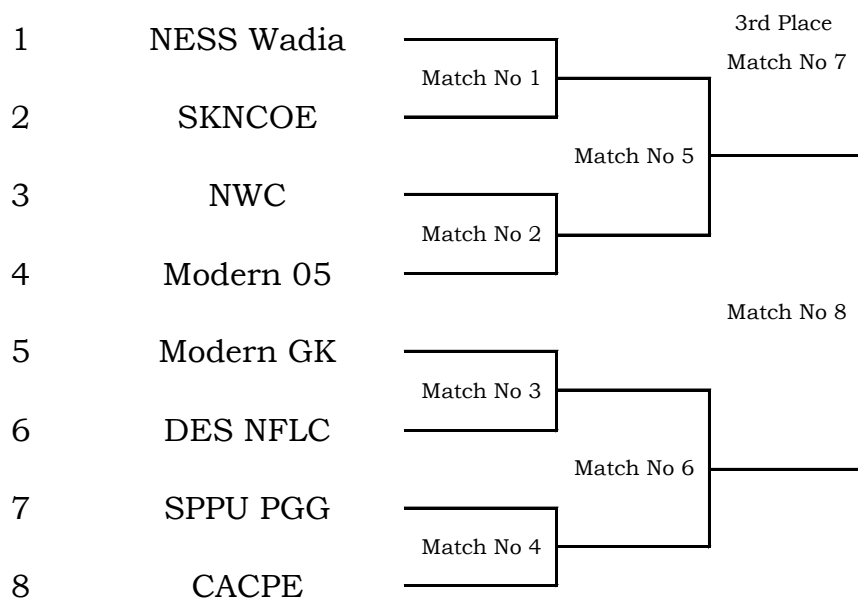 3rd Place
1 NESS Wadia
Match No 7
Match No 1
2 SKNCOE
Match No 5
3 NWC
Match No 2
4 Modern 05
Match No 8
5 Modern GK
Match No 3
6 DES NFLC
Match No 6
7 SPPU PGG
Match No 4
8 CACPE